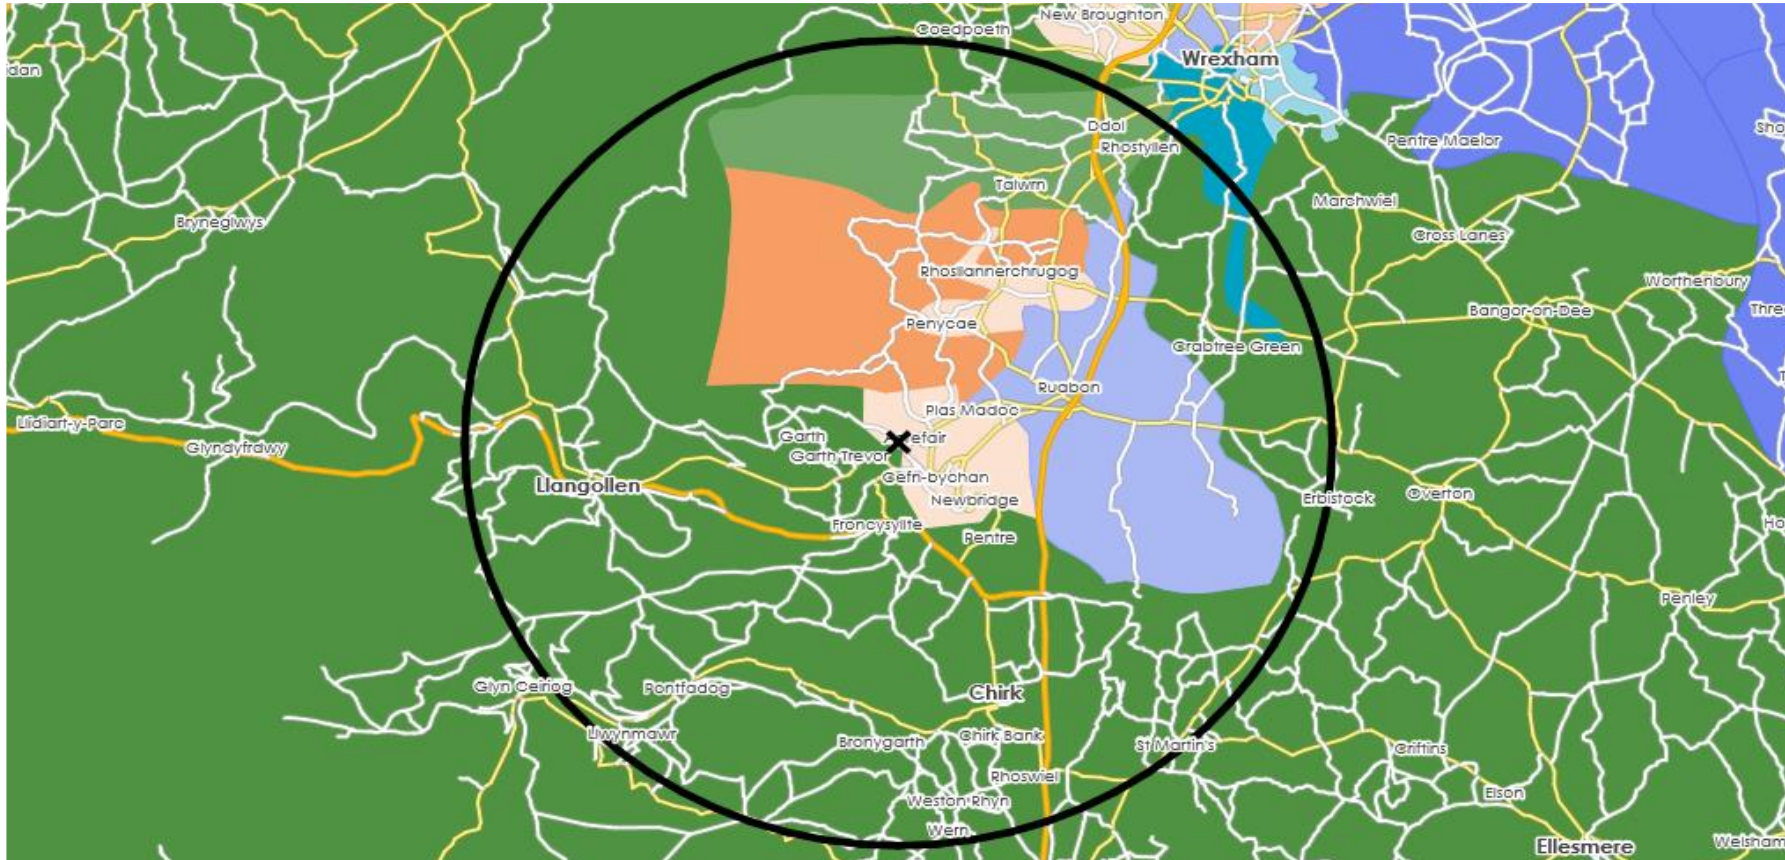 New Broughton
Coedpoeth
Wrexham
dan
Ddol
Sho
Pentre Maelor
Rhostyllen
Talwrn
Marchwiel
Bryneglwys
Cross Lanes
Rhosllannerchrugog
Worthenbury
Bangor-on-Dee
Thre
Penycae
Crabtree Green
Ruabon
Plas Madoc
Llidiart-y-Parc
Garth
efair
Glyndyfrdwy
Garth Trevor
Cefn-bychan
Llangollen
Overton
Erbistock
Newbridge
Froncysyllte
Ho
Pentre
Penley
Glyn Ceiriog
Pontfadog
Chirk
Llwynmawr
Bronygarth
Chirk Bank
St Martin's
Criftins
Rhoswiel
Elson
Weston Rhyn
Wern
Ellesmere
Welsham